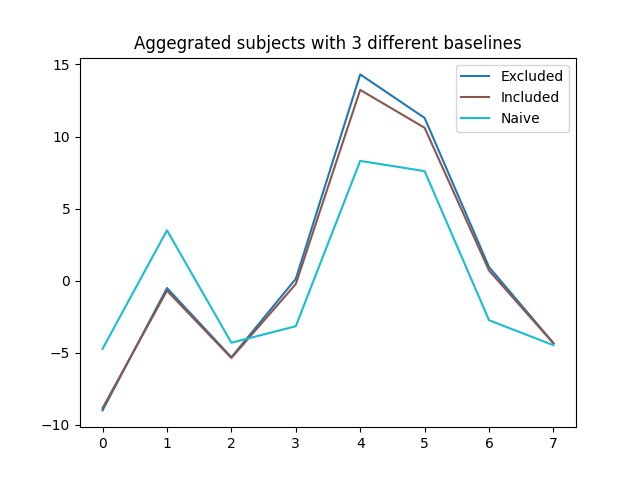 Aggegrated subjects with 3 different baselines
15
10
5
0
−5
−10
0 1 2 3 4 5 6 7
Excluded
Included
Naive